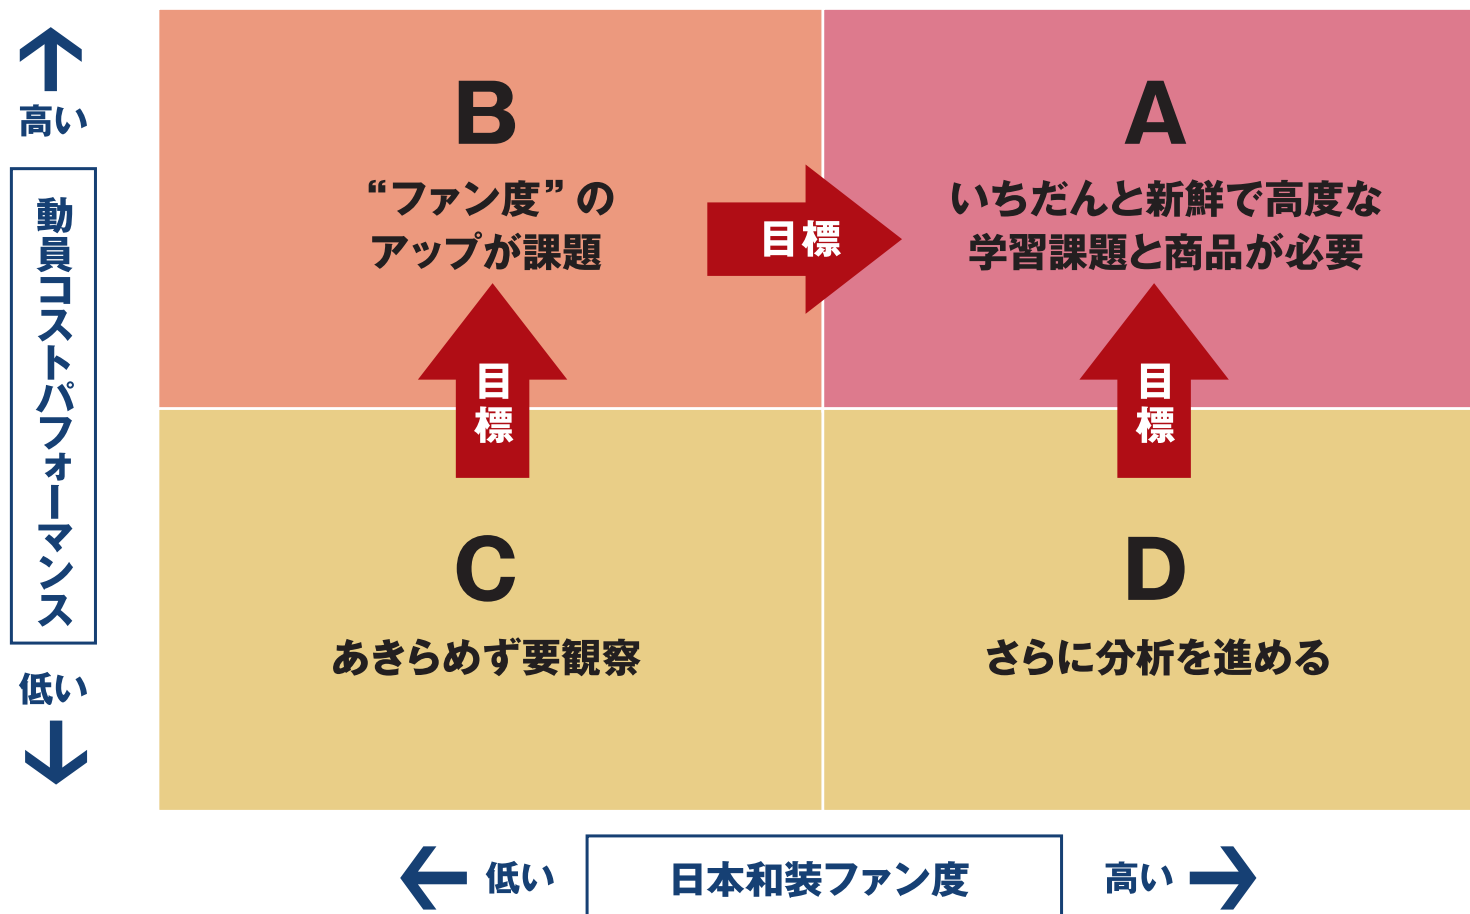 高い
動員コストパフォーマンス
低い
B
“ファン度”の
アップが課題
目標
A
いちだんと新鮮で高度な
学習課題と商品が必要
目標
目標
C
あきらめず要観察
D
さらに分析を進める
低い
日本和装ファン度
高い